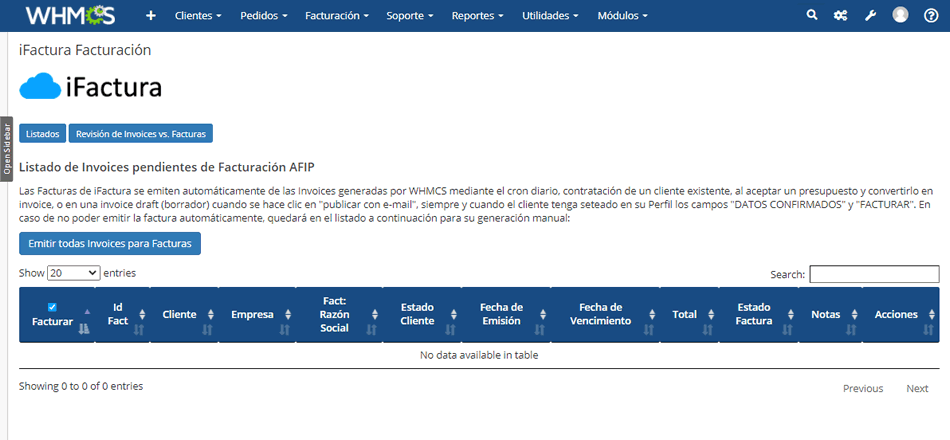 WHMCS
Clientes Pedidos Facturación Soporte Reportes Utilidades Módulos
iFactura Facturación
iFactura
Open Sidebar
Listados Revisión de Invoices vs. Facturas
Listado de Invoices pendientes de Facturación AFIP
Las Facturas de iFactura se emiten automáticamente de las Invoices generadas por WHMCS mediante el cron diario, contratación de un cliente existente, al aceptar un presupuesto y convertirlo en
invoice, o en una invoice draft (borrador) cuando se hace clic en "publicar con e-mail", siempre y cuando el cliente tenga seteado en su Perfil los campos "DATOS CONFIRMADOS" y "FACTURAR". En
caso de no poder emitir la factura automáticamente, quedará en el listado a continuación para su generación manual:
Emitir todas Invoices para Facturas
Show 20 entries Search:
Facturar
Id
Fact
Cliente
Empresa
Fact:
Razón
Social
Estado
Cliente
Fecha de
Emisión
Fecha de
Vencimiento
Total
Estado
Factura
Notas
Acciones
No data available in table
Showing 0 to 0 of 0 entries Previous Next